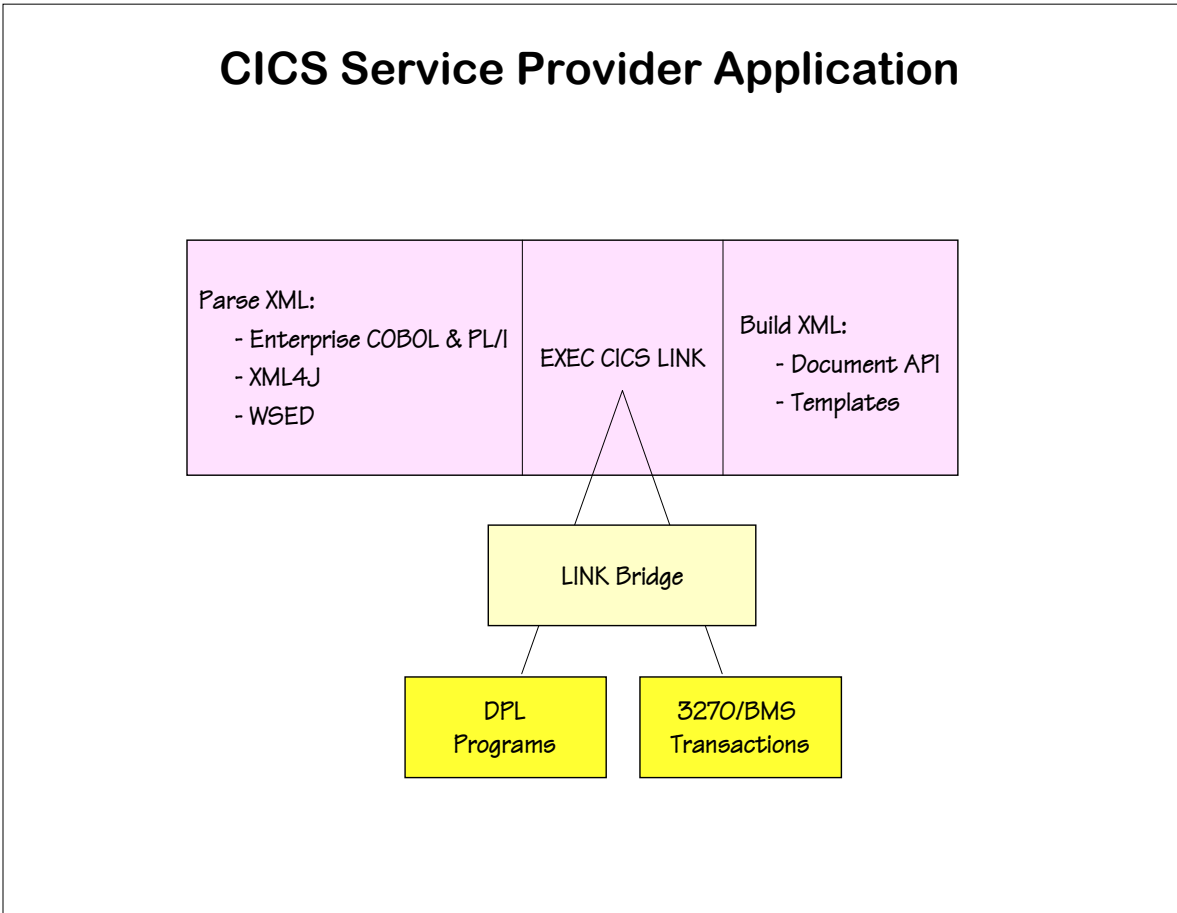 CICS Service Provider Application
Parse XML:
- Enterprise COBOL & PL/I
- XML4J
- WSED
EXEC CICS LINK
Build XML:
- Document API
- Templates
LINK Bridge
DPL
Programs
3270/BMS
Transactions